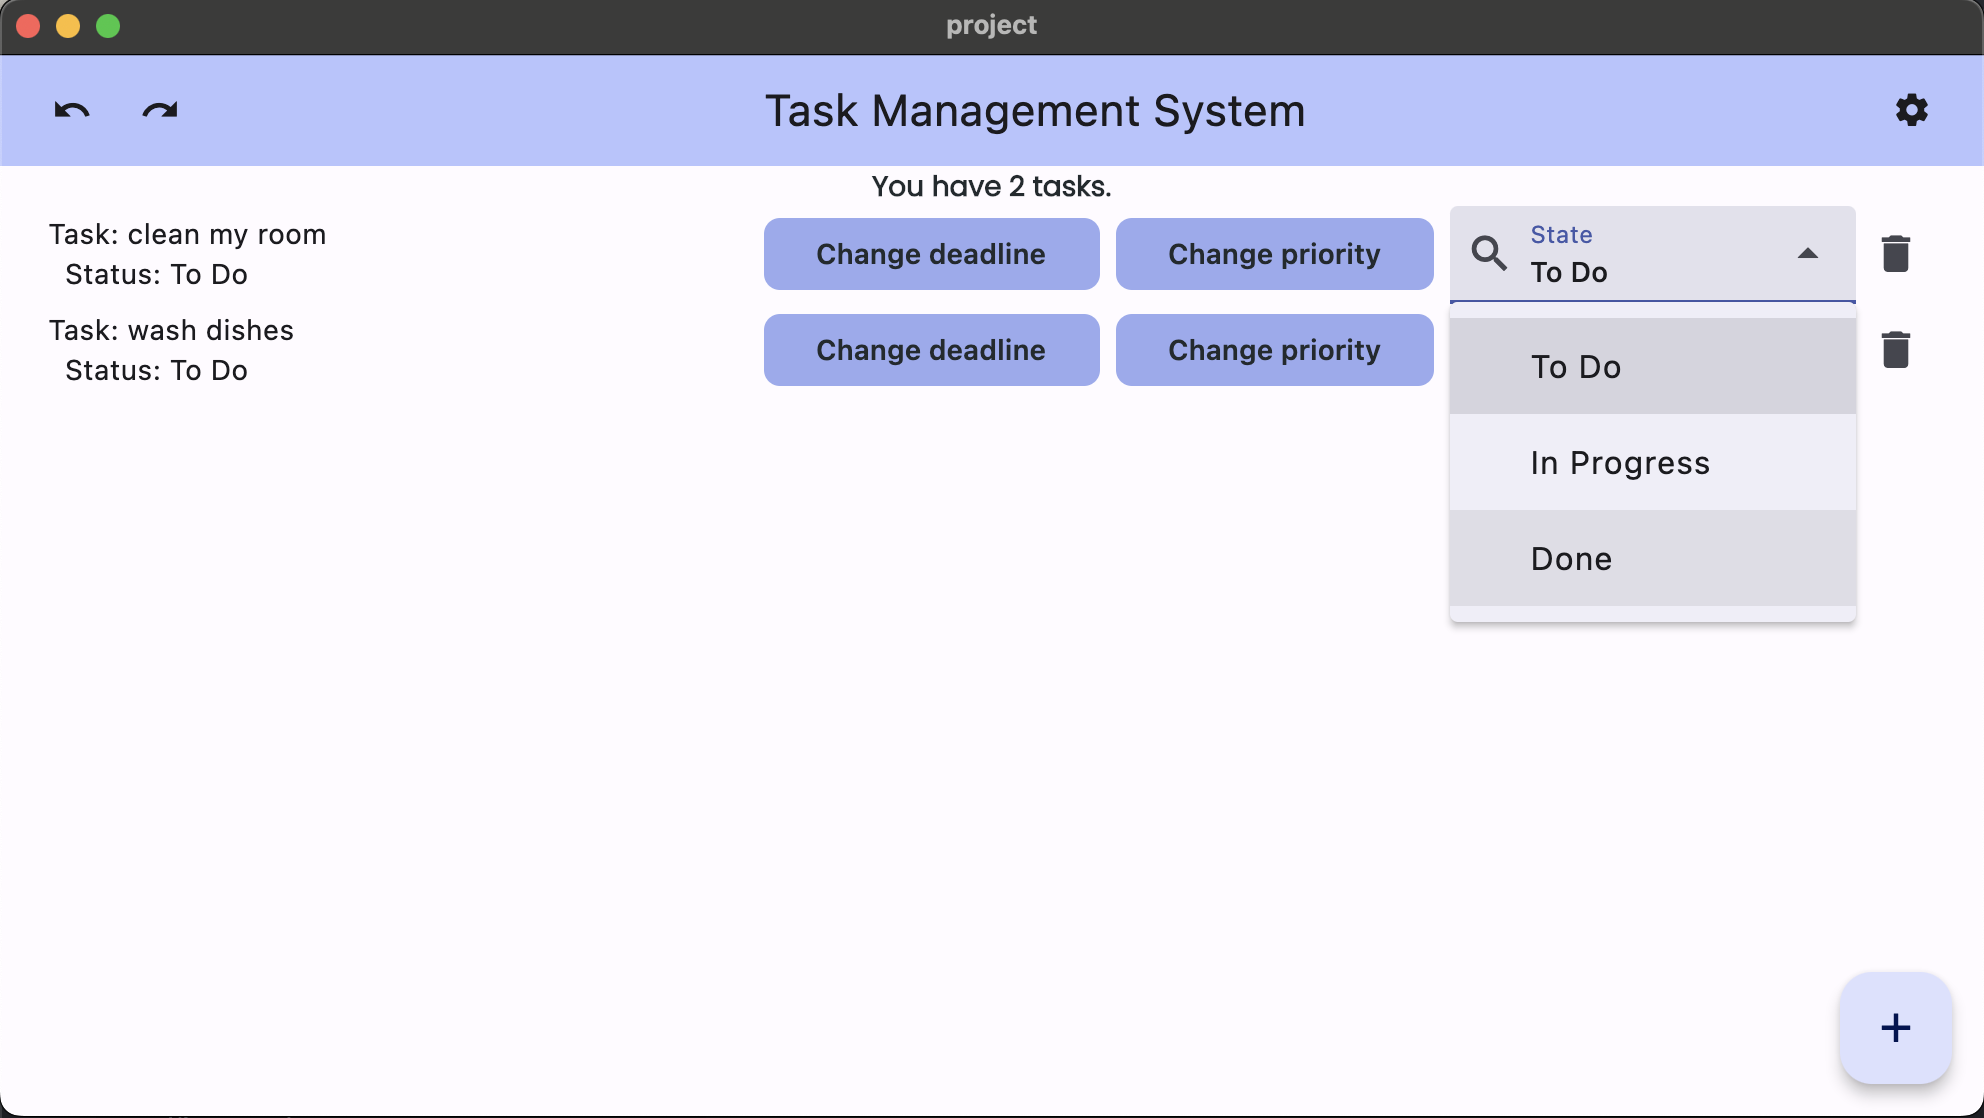 project
Task Management System
You have 2 tasks.
Task: clean my room
Status: To Do
Change deadline
Change priority
State
To Do
Task: wash dishes
Status: To Do
Change deadline
Change priority
To Do
In Progress
Done